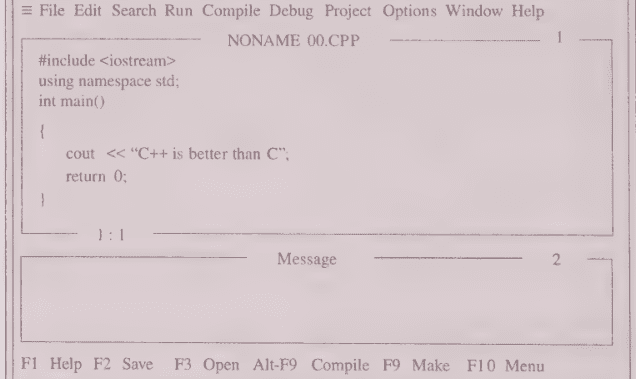 ≡ File Edit Search Run Compile Debug Project Options Window Help
NONAME 00.CPP 1
#include <iostream>
using namespace std;
int main()
{
cout << “C++ is better than C”;
return 0;
}
1 : 1
Message 2
F1 Help F2 Save F3 Open Alt-F9 Compile F9 Make F10 Menu